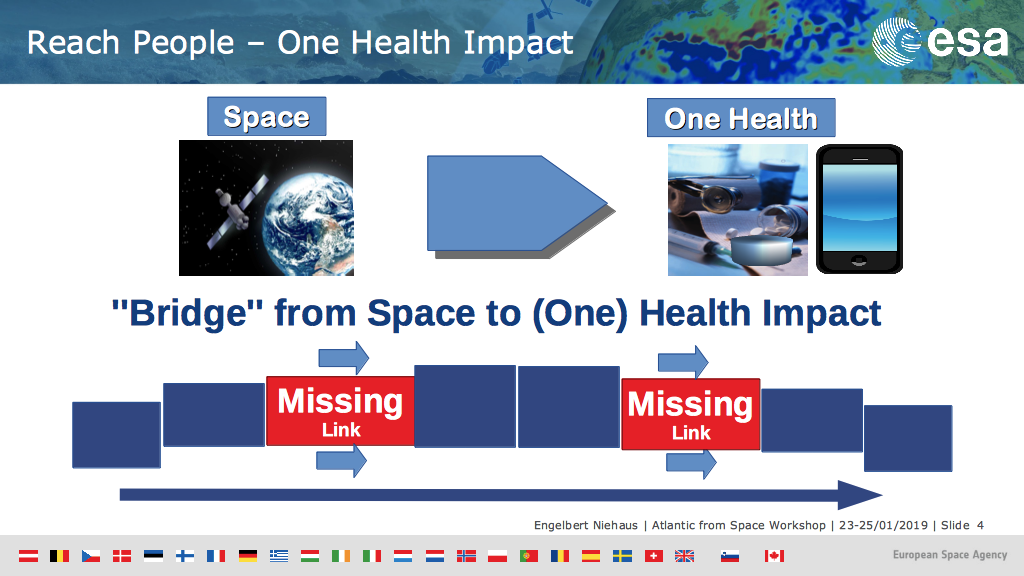 Reach People – One Health Impact
esa
Space
One Health
"Bridge" from Space to (One) Health Impact
Missing
Link
Missing
Link
Engelbert Niehaus | Atlantic from Space Workshop | 23-25/01/2019 | Slide 4
European Space Agency